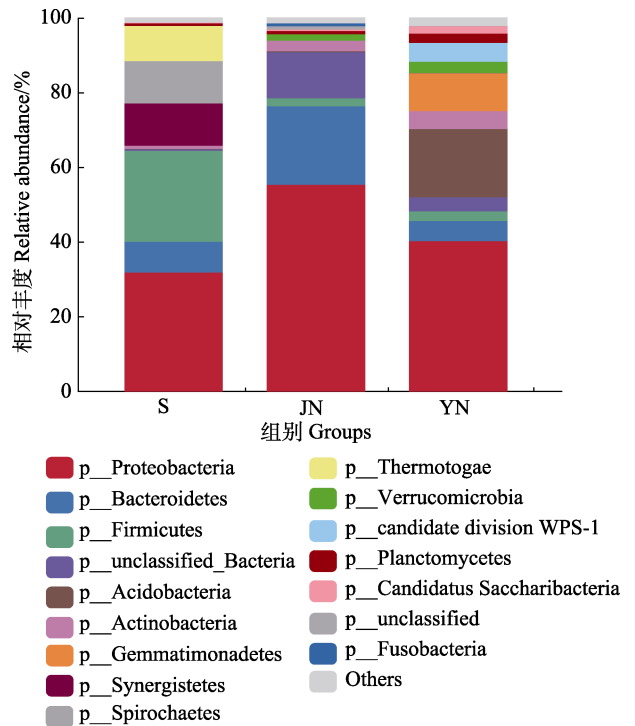 100
80
60
40
20
0
相对丰度 Relative abundance/%
S JN YN
组别 Groups
p__Proteobacteria
p__Bacteroidetes
p__Firmicutes
p__unclassified_Bacteria
p__Acidobacteria
p__Actinobacteria
p__Gemmatimonadetes
p__Synergistetes
p__Spirochaetes
p__Thermotogae
p__Verrucomicrobia
p__candidate division WPS-1
p__Planctomycetes
p__Candidatus Saccharibacteria
p__unclassified
p__Fusobacteria
Others